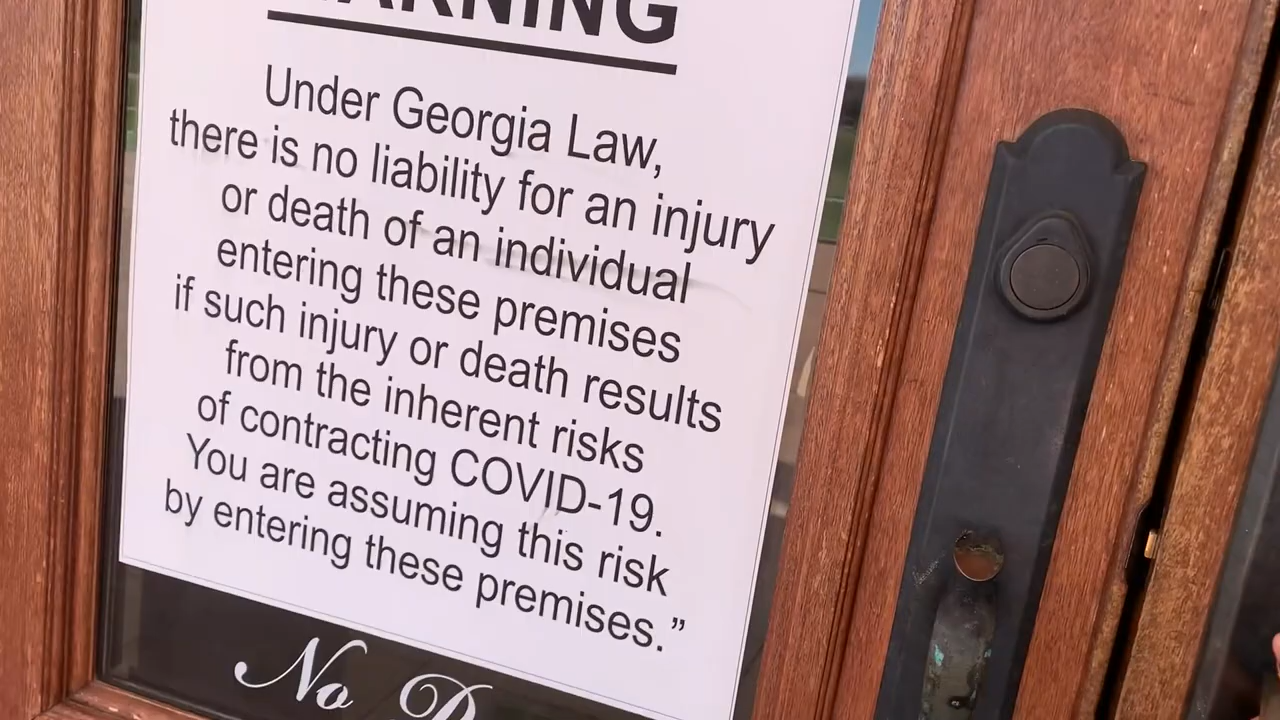 Under Georgia Law,
there is no liability for an injury
or death of an individual
entering these premises
if such injury or death results
from the inherent risks
of contracting COVID-19.
You are assuming this risk
by entering these premises.”
No